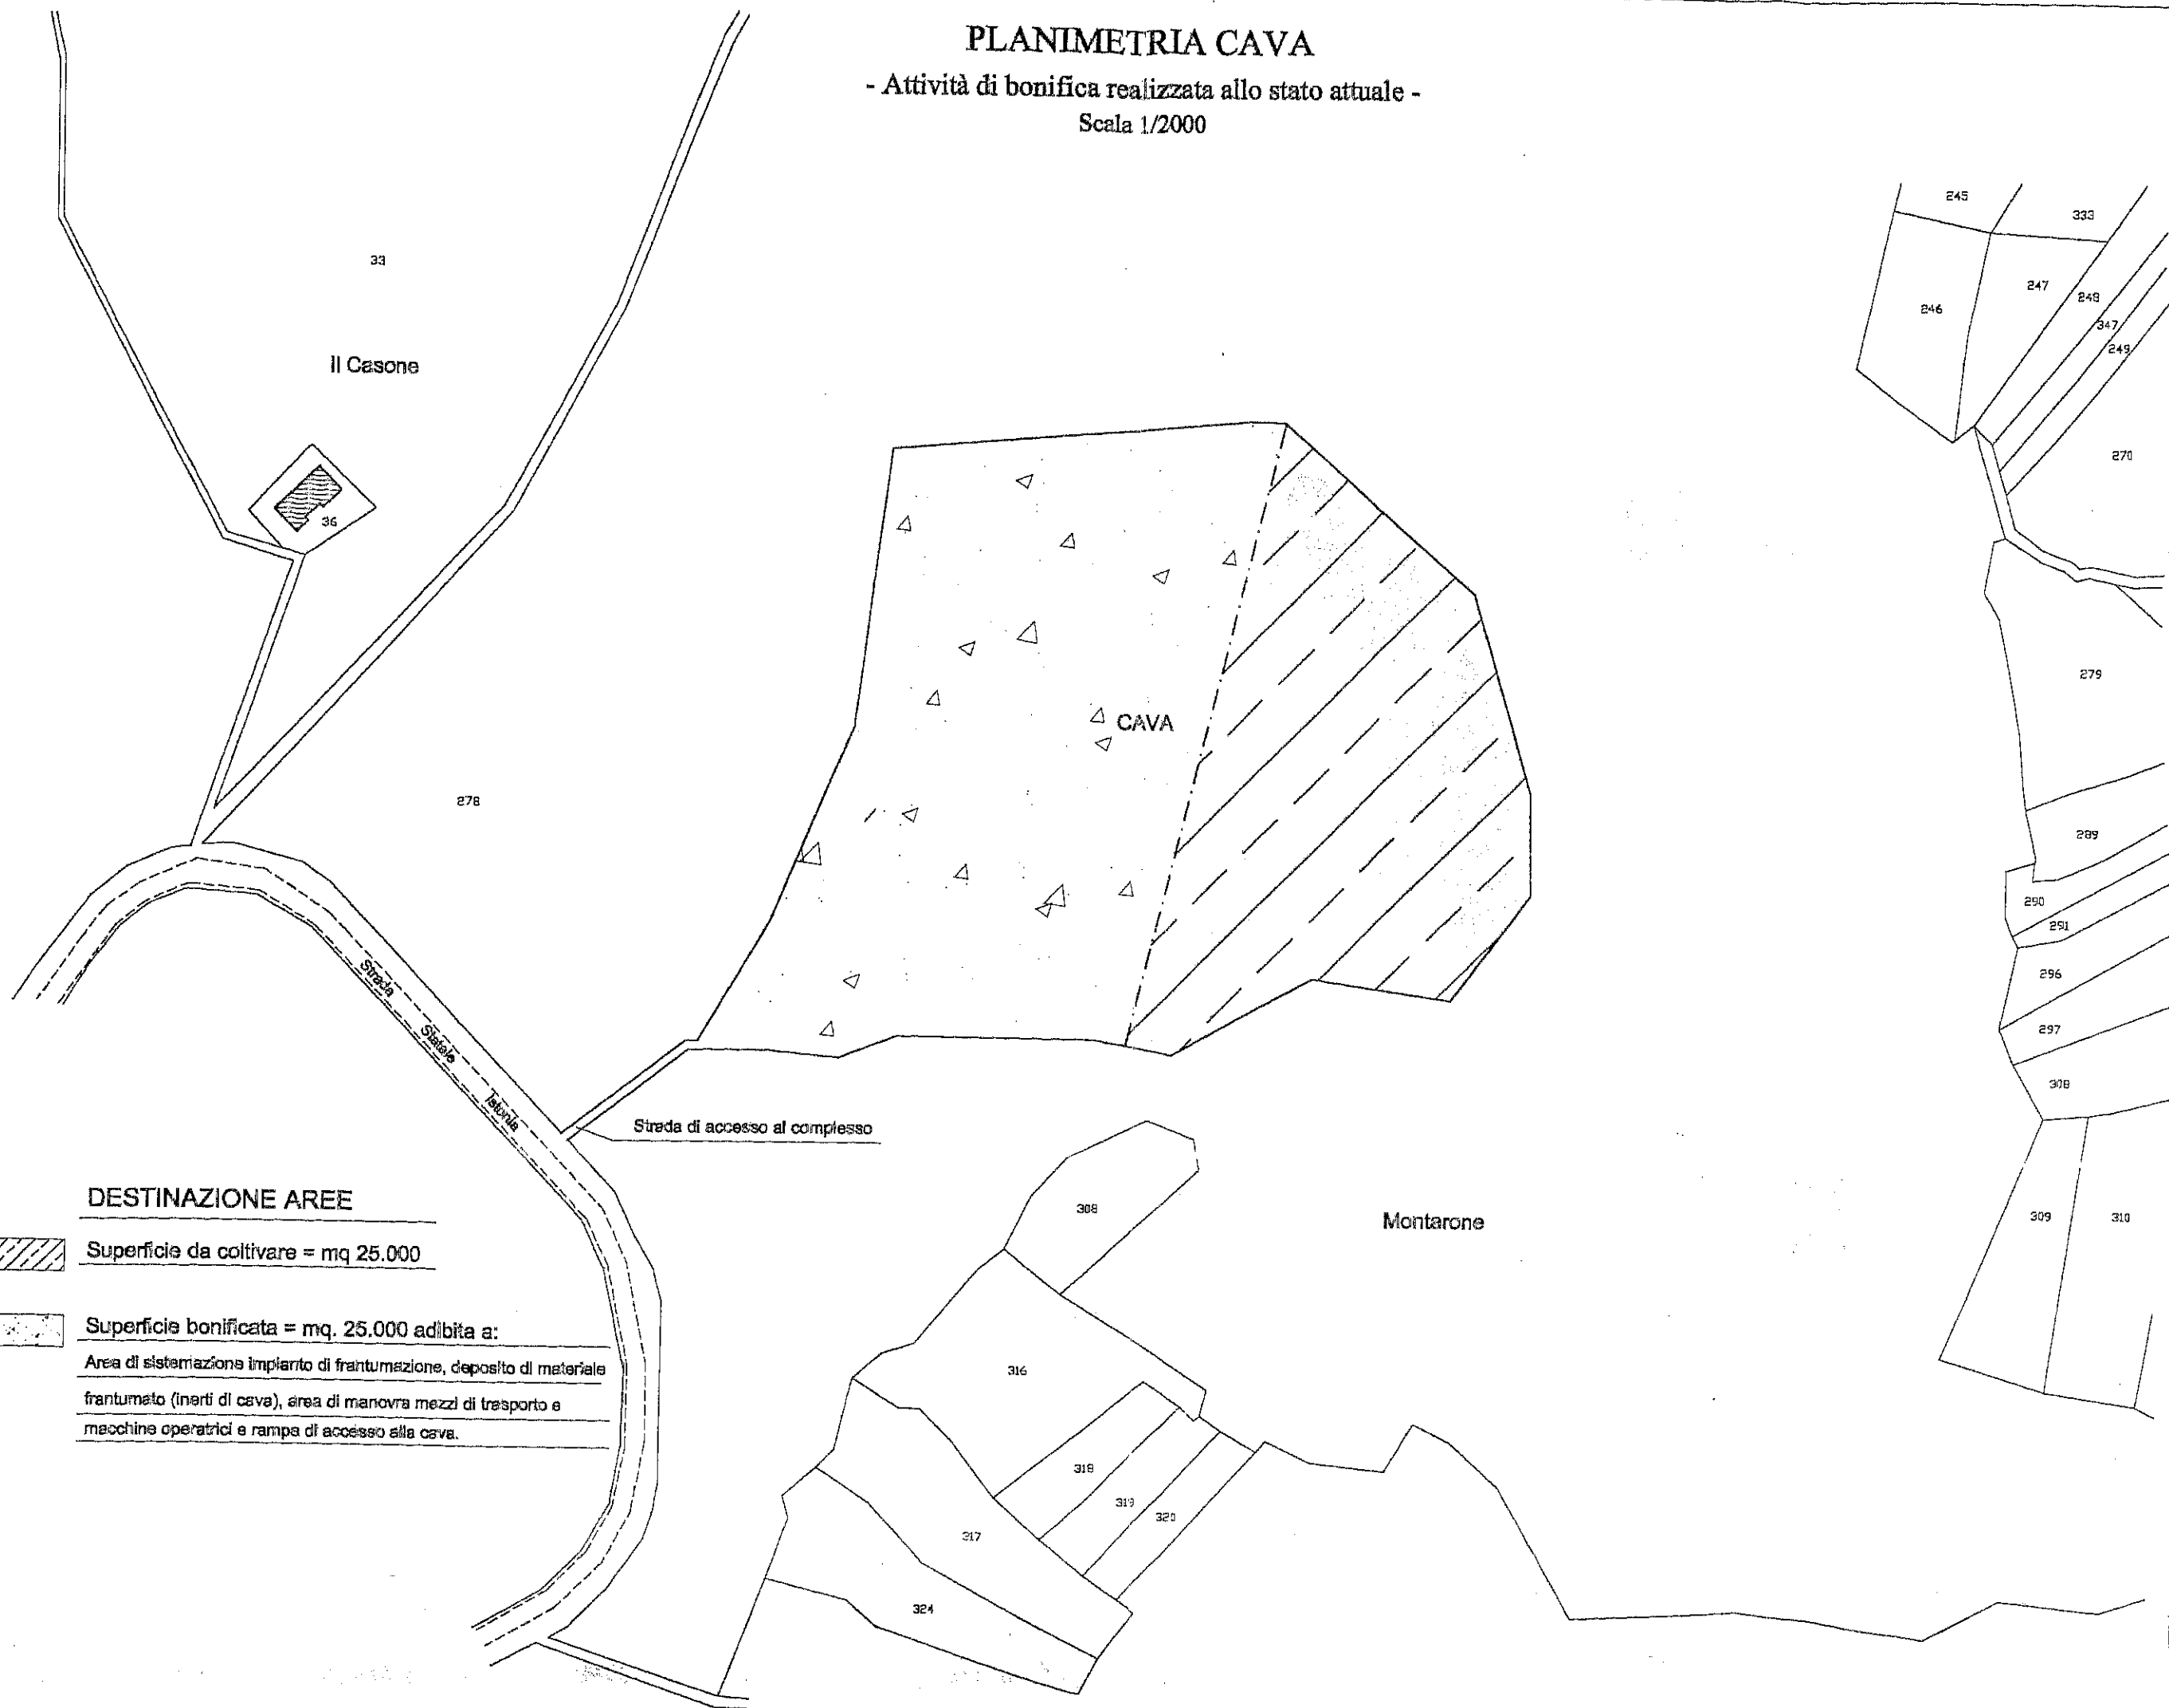 PLANIMETRIA CAVA
- Attività di bonifica realizzata allo stato attuale -
Scala 1/2000
245
333
33
247
246
248
347
249
Il Casone
270
36
279
CAVA
278
289
290
291
Strada
296
Statale
297
308
Istonia
Strada di accesso al complesso
DESTINAZIONE AREE
308
Montarone
309
310
Superficie da coltivare = mq 25.000
Superficie bonificata = mq. 25.000 adibita a:
Area di sistemazione impianto di frantumazione, deposito di materiale
frantumato (inerti di cava), area di manovra mezzi di trasporto e
macchine operatrici e rampa di accesso alla cava.
316
318
319
320
317
324